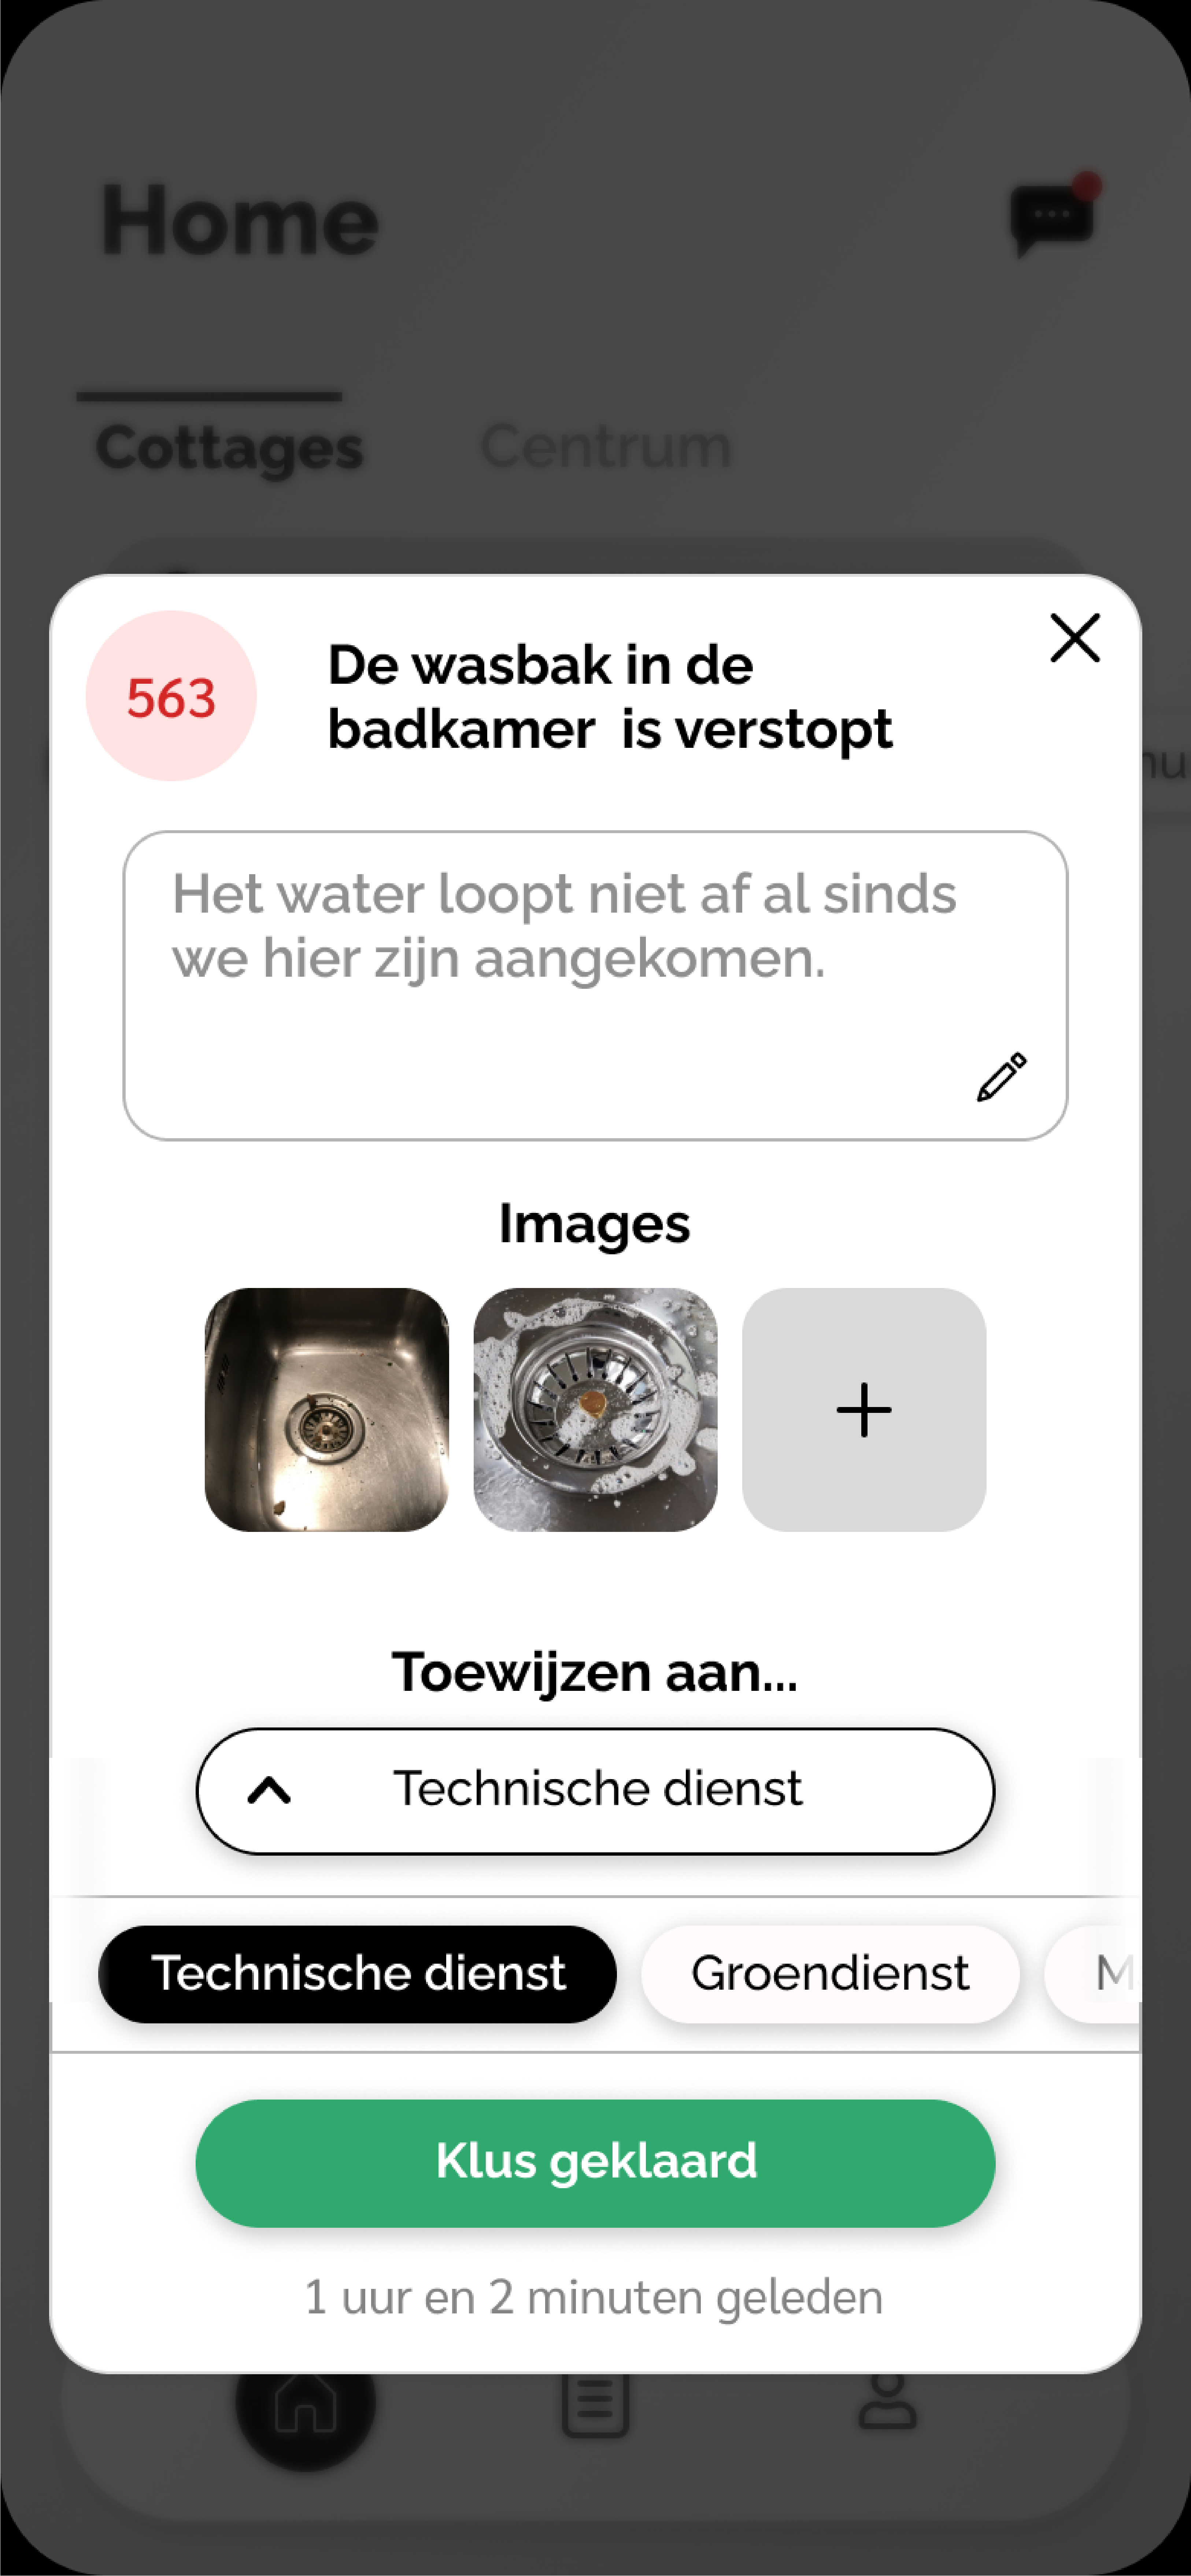 Home
Cottages Centrum
563
De wasbak in de
badkamer  is verstopt
Het water loopt niet af al sinds
we hier zijn aangekomen.
Images
Toewijzen aan...
Technische dienst
Technische dienst Groendienst M
Klus geklaard
1 uur en 2 minuten geleden